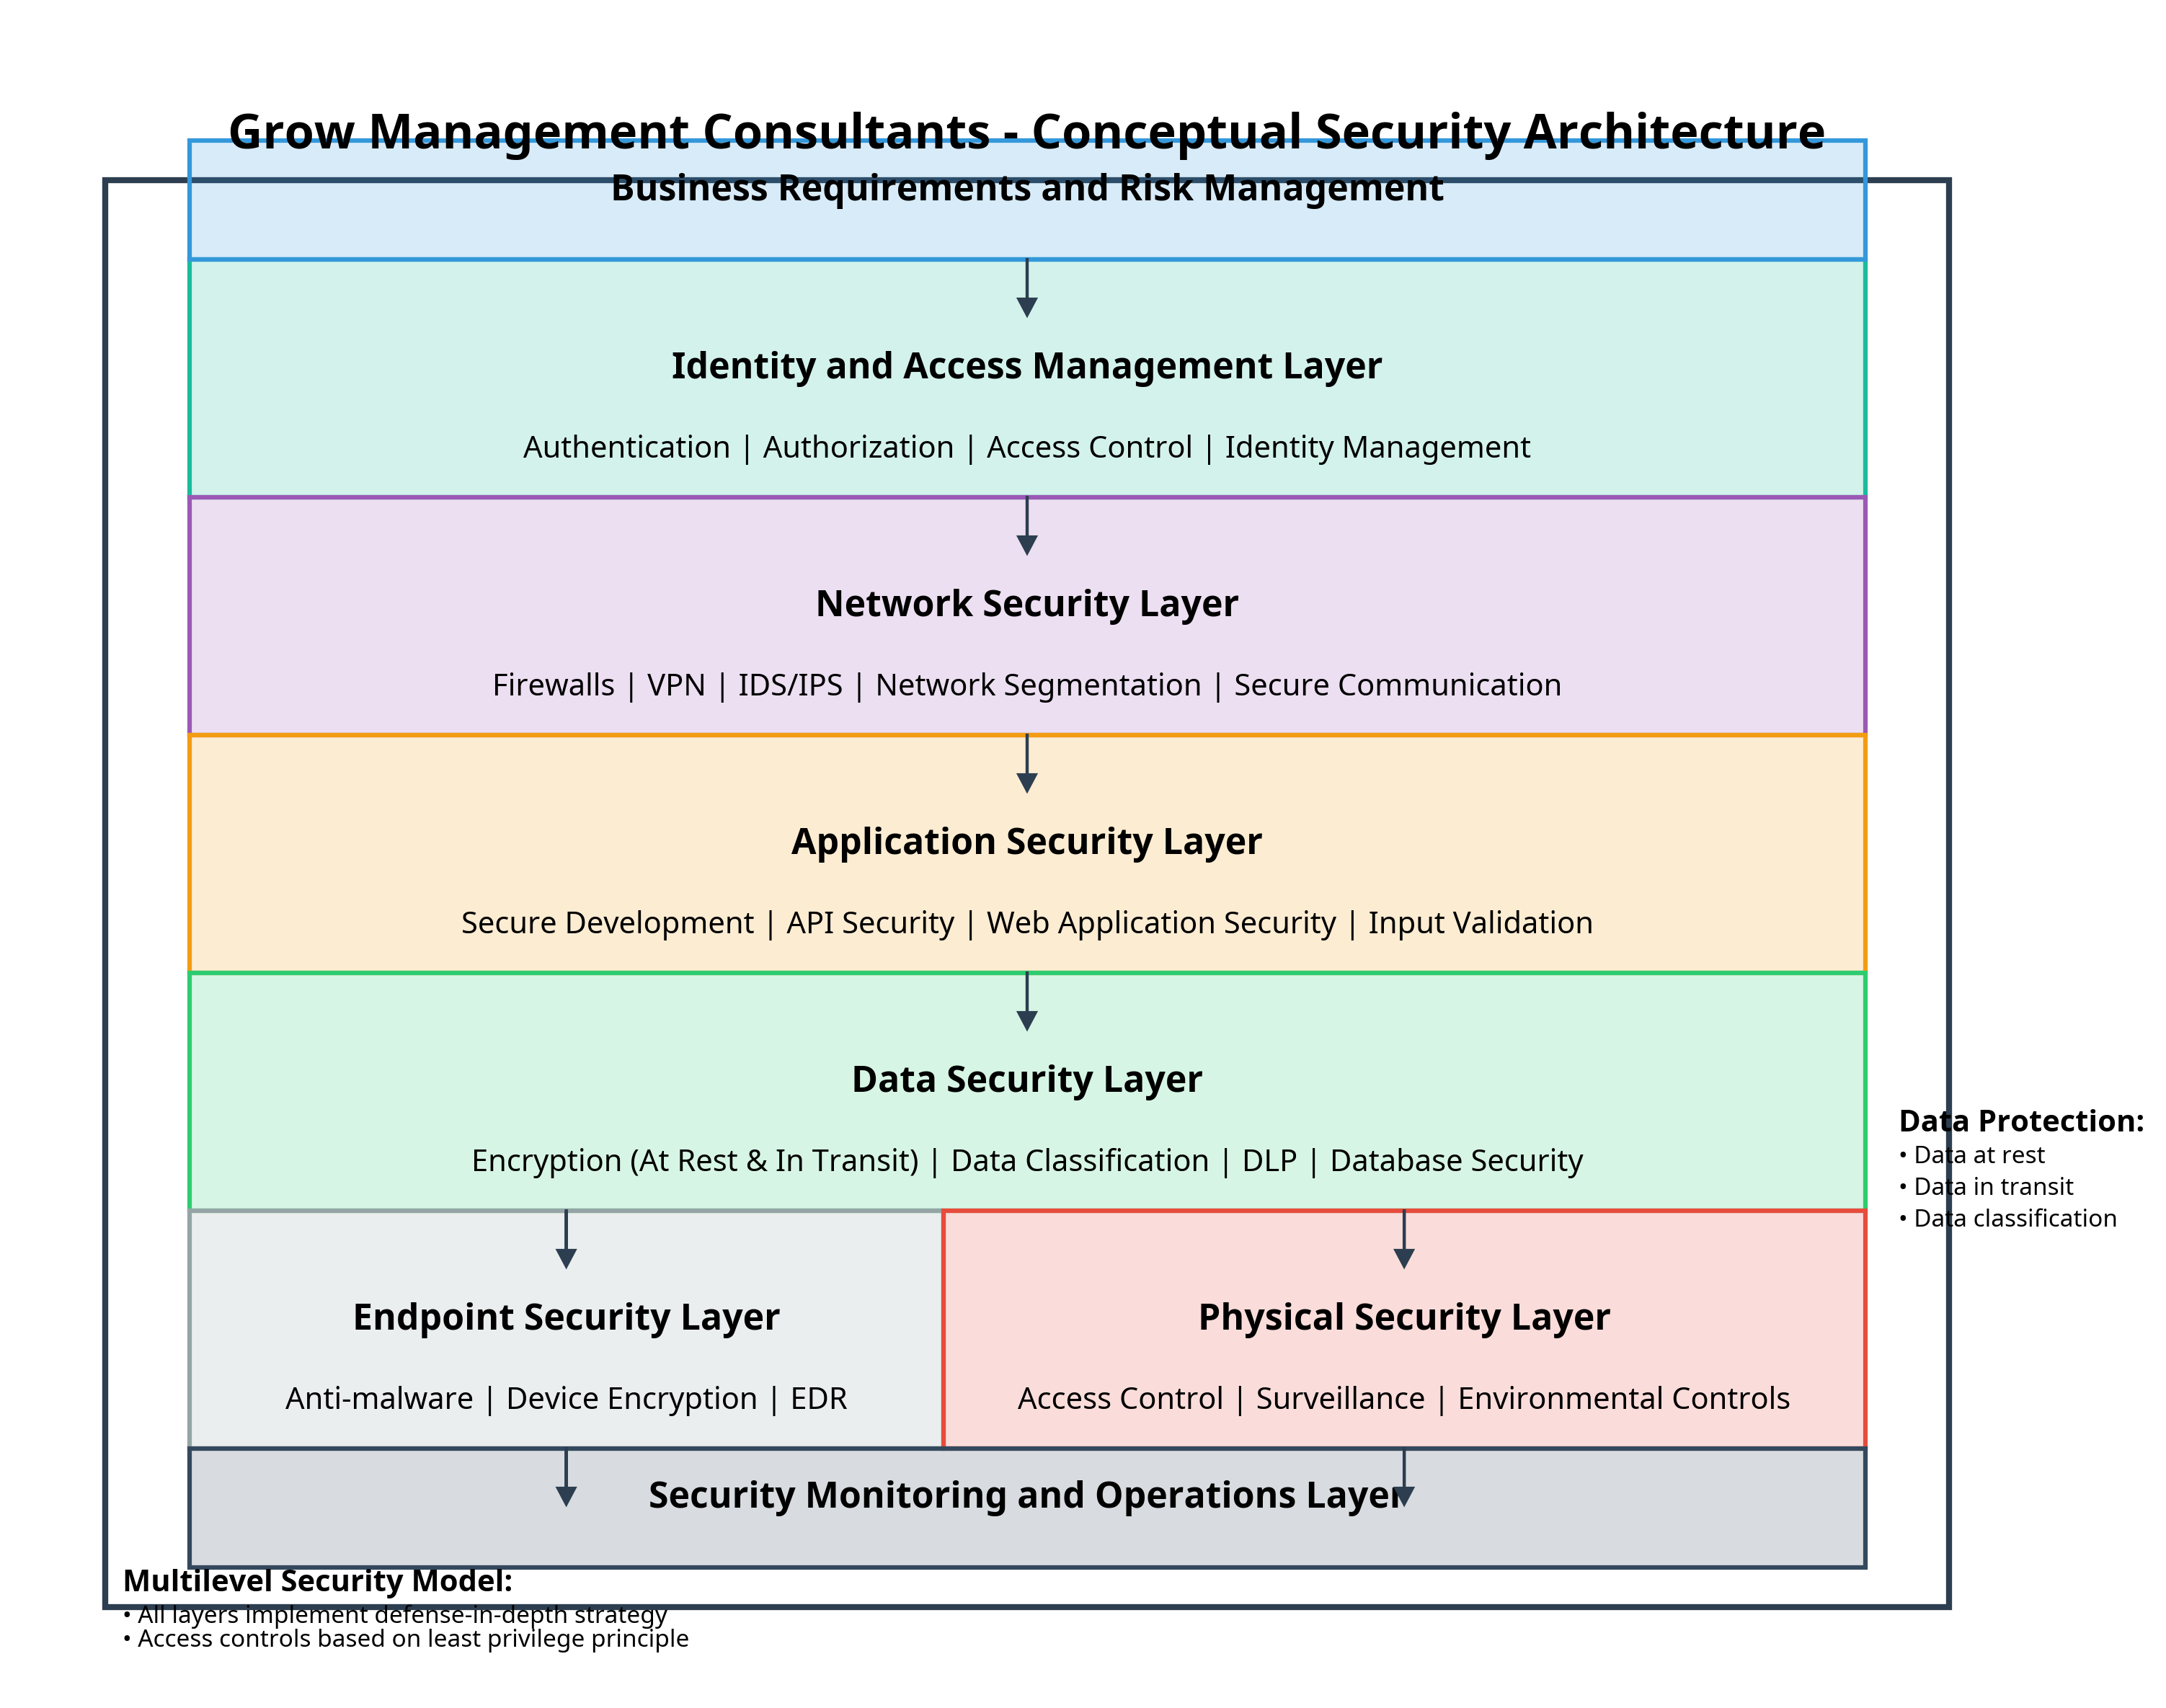 Grow Management Consultants - Conceptual Security Architecture
Business Requirements and Risk Management
Identity and Access Management Layer
Authentication | Authorization | Access Control | Identity Management
Network Security Layer
Firewalls | VPN | IDS/IPS | Network Segmentation | Secure Communication
Application Security Layer
Secure Development | API Security | Web Application Security | Input Validation
Data Security Layer
Encryption (At Rest & In Transit) | Data Classification | DLP | Database Security
Data Protection:
• Data at rest
• Data in transit
• Data classification
Endpoint Security Layer
Anti-malware | Device Encryption | EDR
Physical Security Layer
Access Control | Surveillance | Environmental Controls
Security Monitoring and Operations Layer
Multilevel Security Model:
• All layers implement defense-in-depth strategy
• Access controls based on least privilege principle